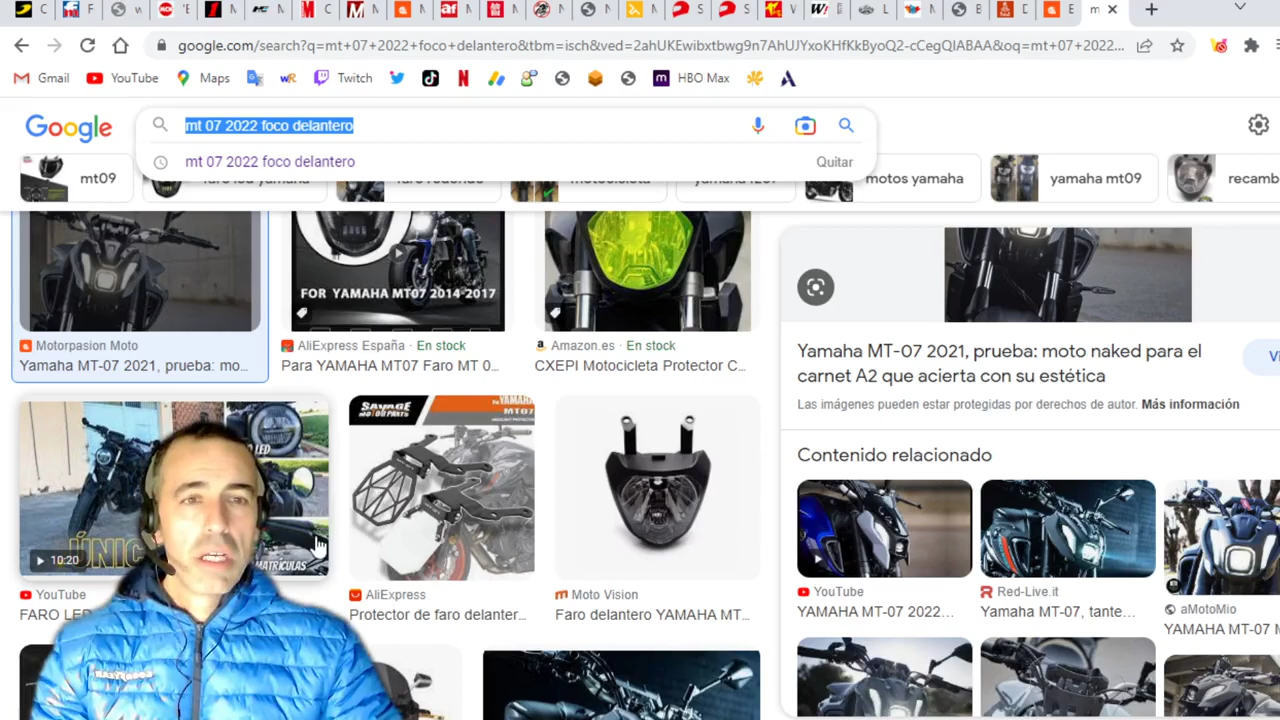 google.com/search?q=mt+07+2022+foco+delantero&tbm=isch&ved=2ahUKEwibxtbwg9n7AhUJYxoKHfKkByoQ2-cCegQIABAA&oq=mt+07+2022...
Gmail YouTube Maps Twitch HBO Max
Google
mt 07 2022 foco delantero
mt 07 2022 foco delantero Quitar
mt09 motos yamaha yamaha mt09 recamb
FOR YAMAHA MT07 2014-2017
Motorpasion Moto
Yamaha MT-07 2021, prueba: mo...
AliExpress España · En stock
Para YAMAHA MT07 Faro MT 0...
Amazon.es · En stock
CXEPI Motocicleta Protector C...
10:20
ÚNIC
MATRÍCULAS
YouTube
FARO LE
SAVAGE
MT07
AliExpress
Protector de faro delanter...
Moto Vision
Faro delantero YAMAHA MT...
Yamaha MT-07 2021, prueba: moto naked para el
carnet A2 que acierta con su estética
Las imágenes pueden estar protegidas por derechos de autor. Más información
Contenido relacionado
YouTube
YAMAHA MT-07 2022...
Red-Live.it
Yamaha MT-07, tante...
aMotoMio
YAMAHA MT-07 M